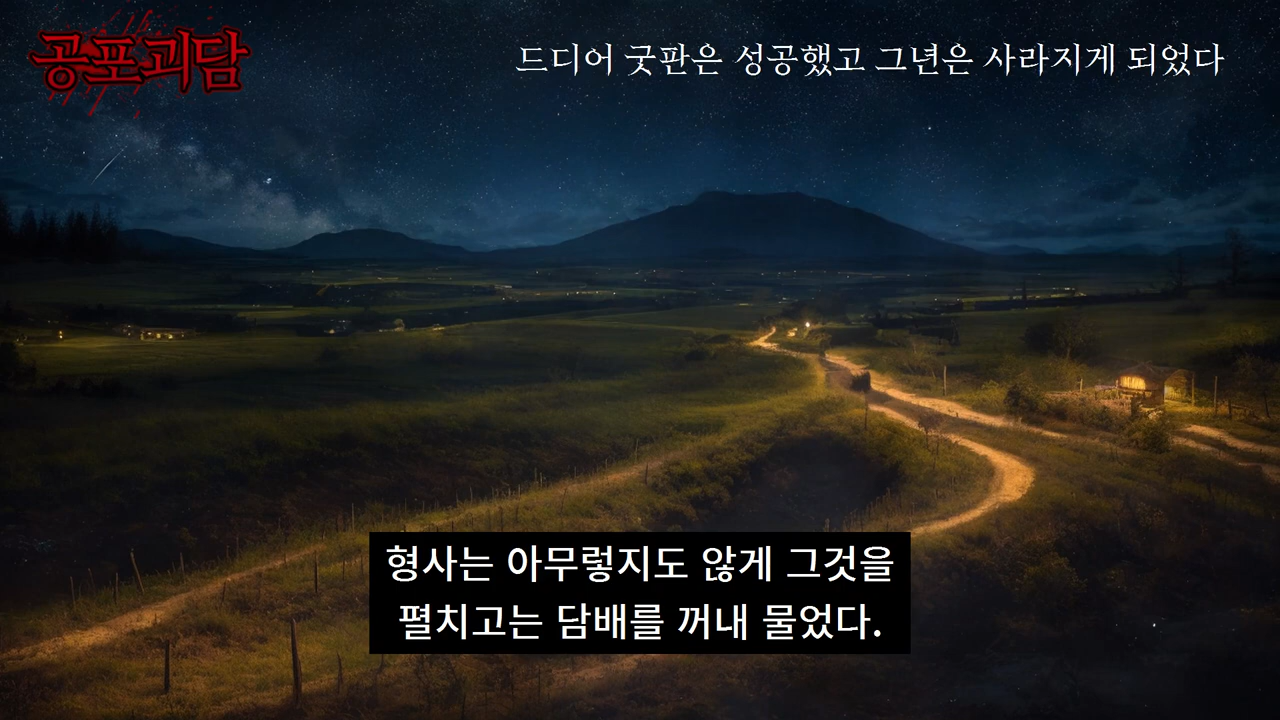 공포괴담
드디어 굿판은 성공했고 그년은 사라지게 되었다
형사는 아무렇지도 않게 그것을
펼치고는 담배를 꺼내 물었다.